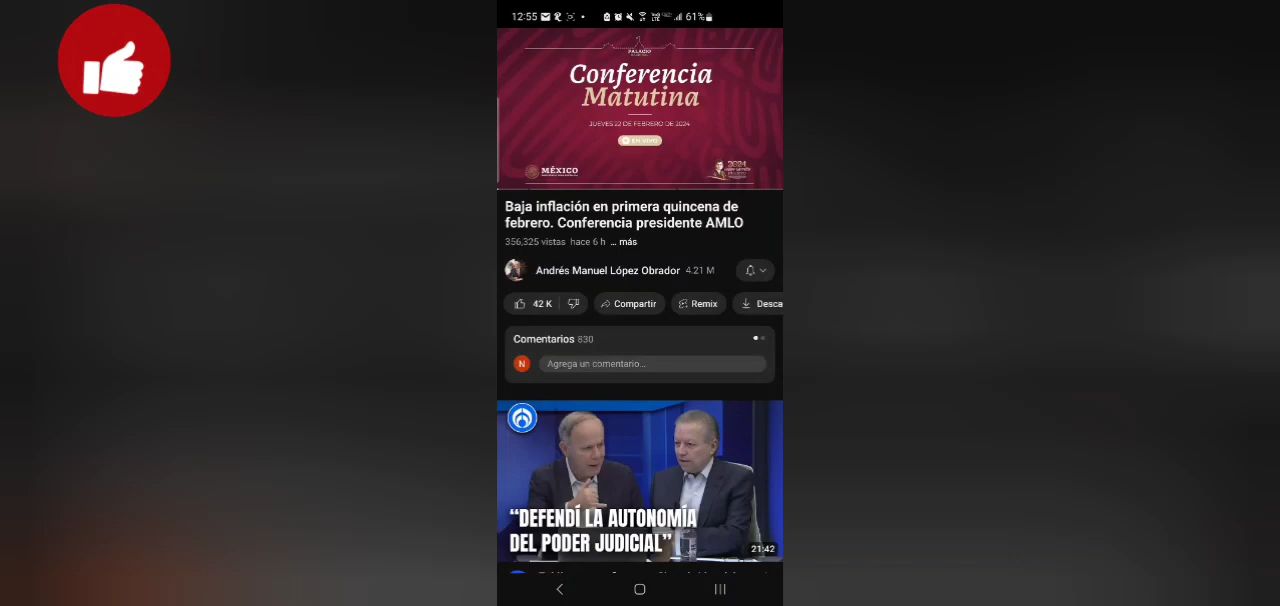 12:55
61%
PALACIO
Conferencia
Matutina
JUEVES 22 DE FEBRERO DE 2024
EN VIVO
MÉXICO
2024
Baja inflación en primera quincena de
febrero. Conferencia presidente AMLO
356,325 vistas hace 6 h ... más
Andrés Manuel López Obrador 4.21 M
42 K
Compartir
Remix
Desca
Comentarios 830
N
Agrega un comentario...
“DEFENDÍ LA AUTONOMÍA
DEL PODER JUDICIAL”
21:42